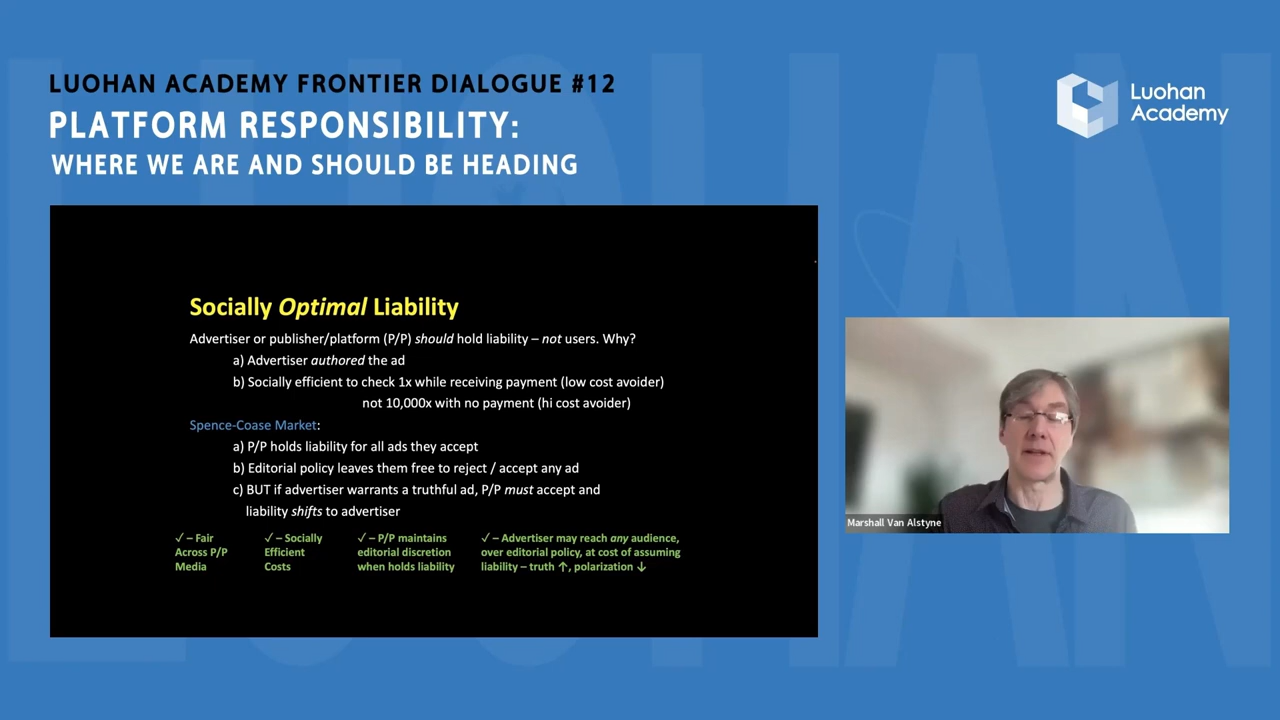 LUOHAN ACADEMY FRONTIER DIALOGUE #12
PLATFORM RESPONSIBILITY:
WHERE WE ARE AND SHOULD BE HEADING
Luohan
Academy
Socially Optimal Liability
Advertiser or publisher/platform (P/P) should hold liability – not users. Why?
a) Advertiser authored the ad
b) Socially efficient to check 1x while receiving payment (low cost avoider)
not 10,000x with no payment (hi cost avoider)
Spence-Coase Market:
a) P/P holds liability for all ads they accept
b) Editorial policy leaves them free to reject / accept any ad
c) BUT if advertiser warrants a truthful ad, P/P must accept and
liability shifts to advertiser
✓ – Fair
Across P/P
Media
✓ – Socially
Efficient
Costs
✓ – P/P maintains
editorial discretion
when holds liability
✓ – Advertiser may reach any audience,
over editorial policy, at cost of assuming
liability – truth ↑, polarization ↓
Marshall Van Alstyne